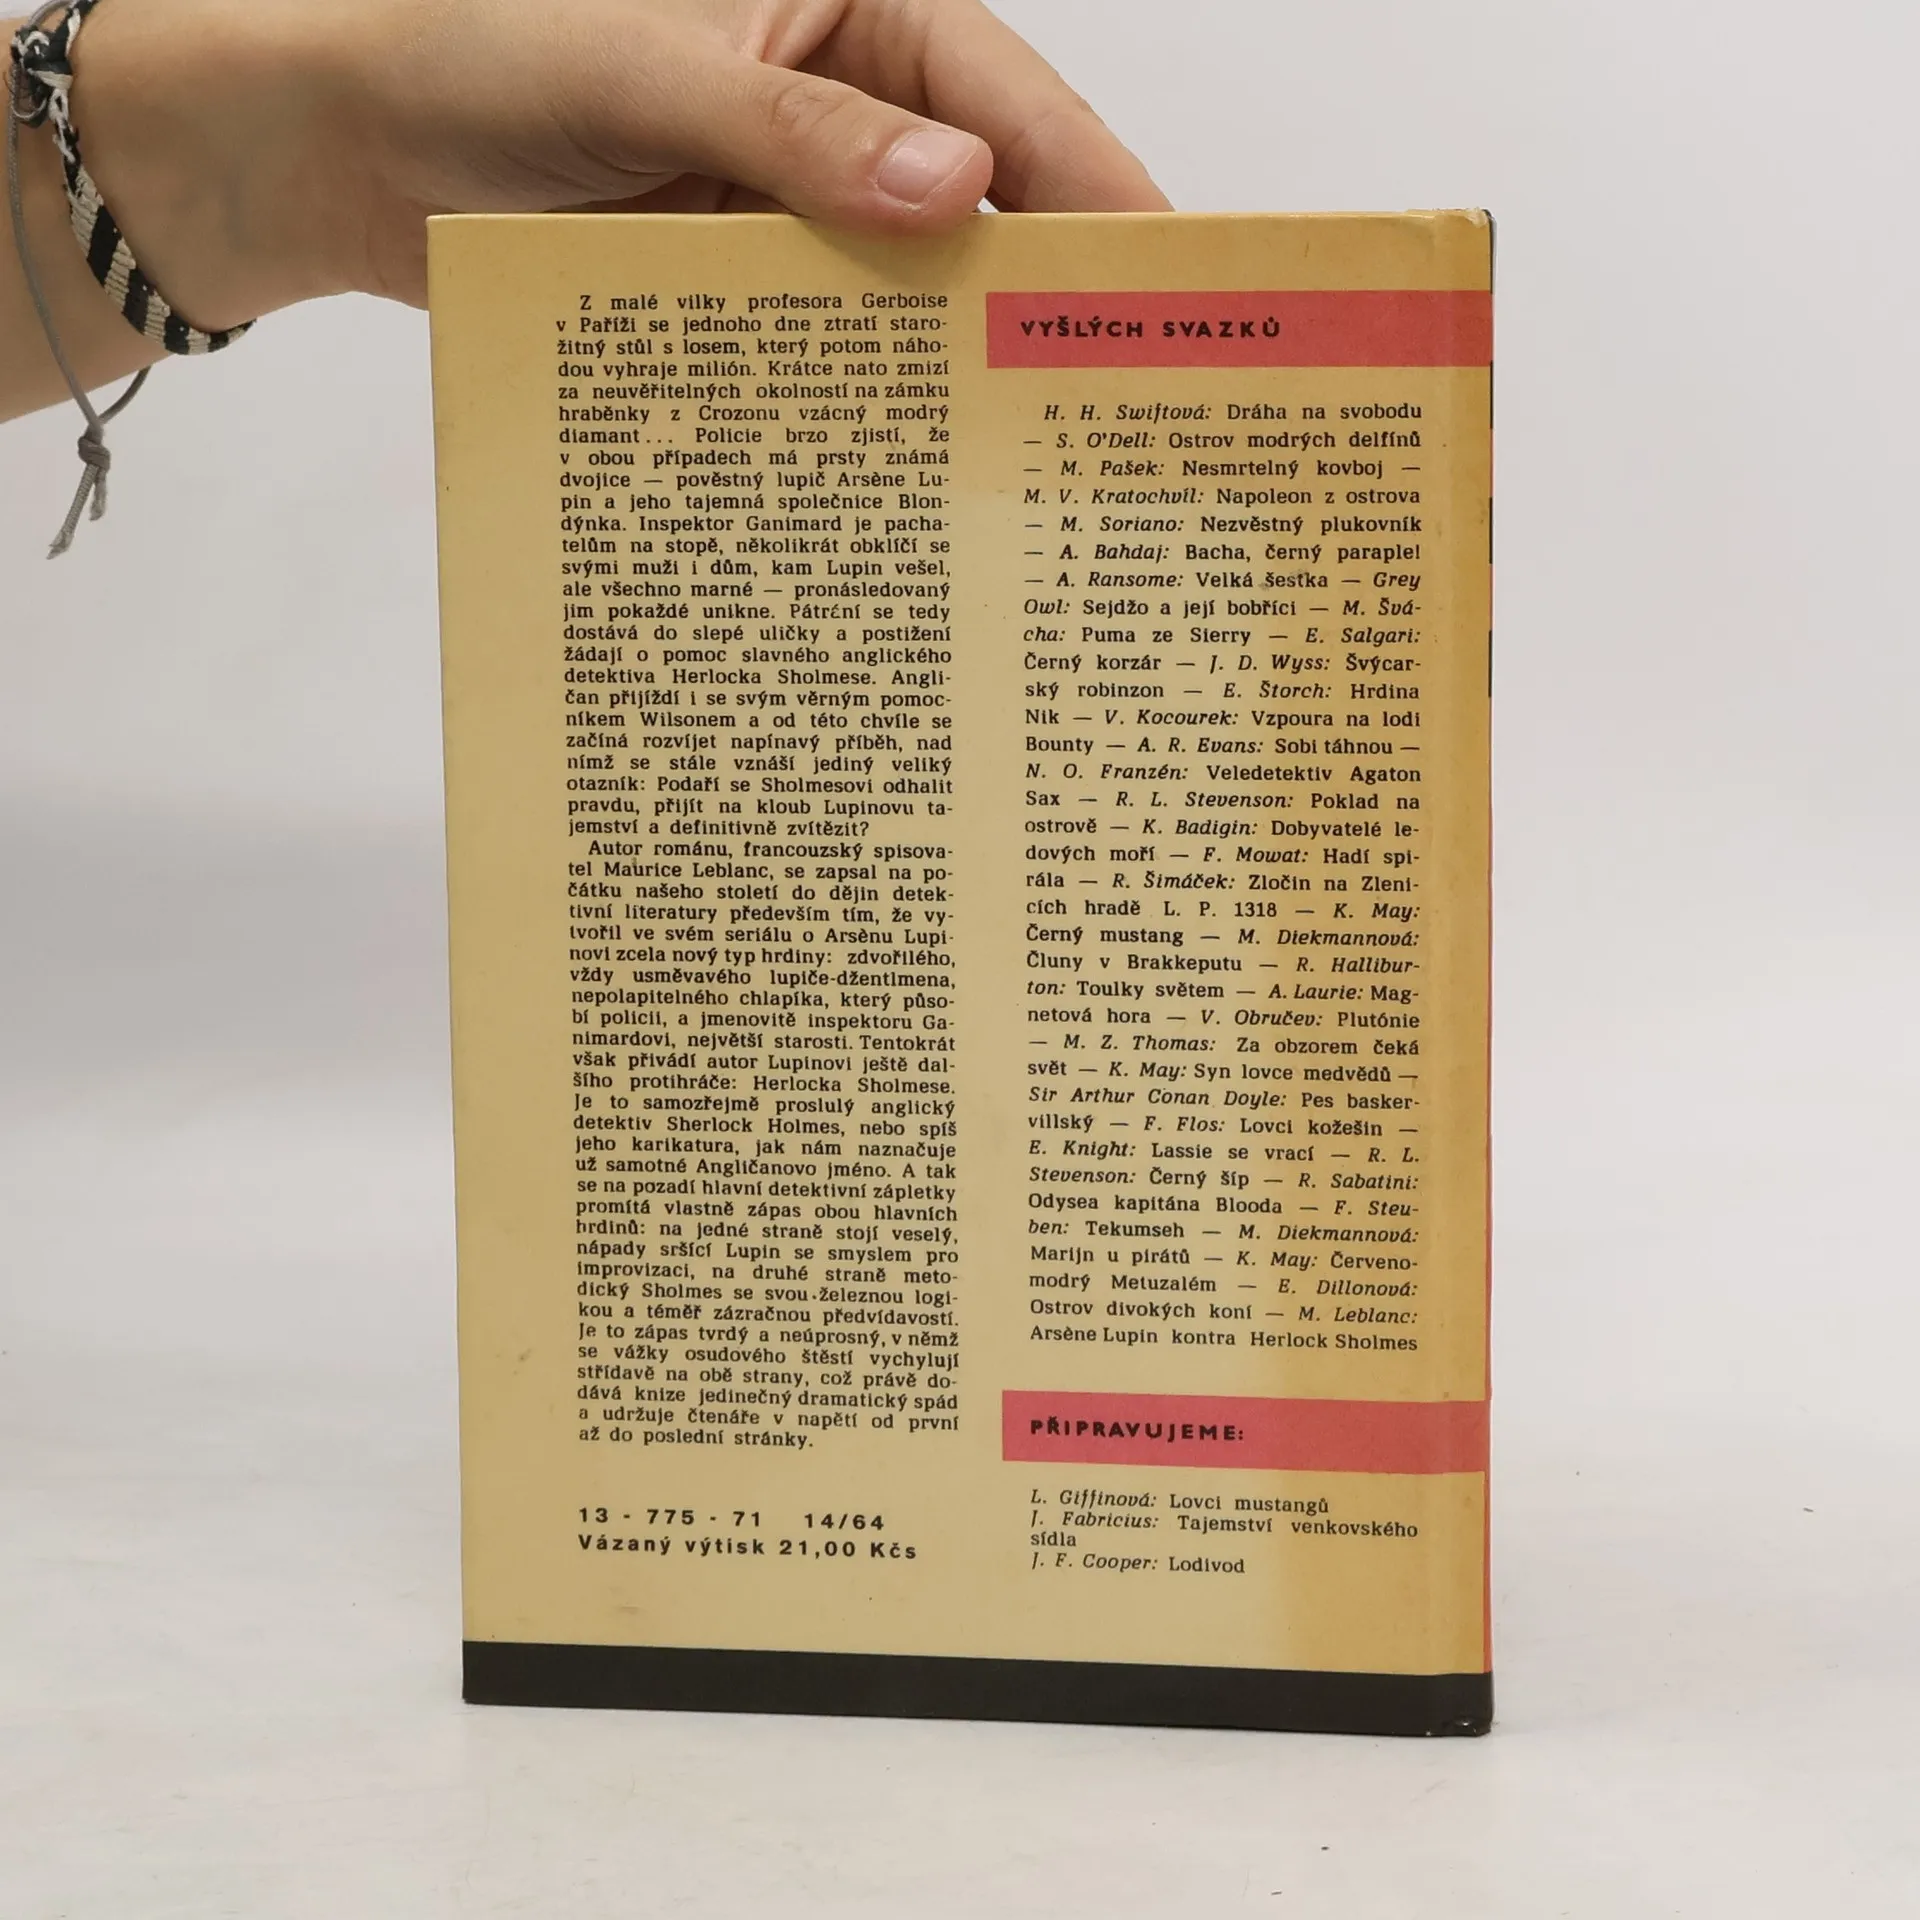 Z malé vilky profesora Gerboise
v Paříži se jednoho dne ztratí staro-
žitný stůl s losem, který potom náho-
dou vyhraje milión. Krátce nato zmizí
za neuvěřitelných okolností na zámku
hraběnky z Crozonu vzácný modrý
diamant... Policie brzo zjistí, že
v obou případech má prsty známá
dvojice — pověstný lupič Arsène Lu-
pin a jeho tajemná společnice Blon-
dýnka. Inspektor Ganimard je pacha-
telům na stopě, několikrát obklíčí se
svými muži i dům, kam Lupin vešel,
ale všechno marné — pronásledovaný
jim pokaždé unikne. Pátrání se tedy
dostává do slepé uličky a postižení
žádají o pomoc slavného anglického
detektiva Herlocka Sholmese. Angli-
čan přijíždí i se svým věrným pomoc-
níkem Wilsonem a od této chvíle se
začíná rozvíjet napínavý příběh, nad
nímž se stále vznáší jediný veliký
otazník: Podaří se Sholmesovi odhalit
pravdu, přijít na kloub Lupinovu ta-
jemství a definitivně zvítězit?
Autor románu, francouzský spisova-
tel Maurice Leblanc, se zapsal na po-
čátku našeho století do dějin detek-
tivní literatury především tím, že vy-
tvořil ve svém seriálu o Arsènu Lupi-
novi zcela nový typ hrdiny: zdvořilého,
vždy usměvavého lupiče-džentlmena,
nepolapitelného chlapíka, který půso-
bí policii, a jmenovitě inspektoru Ga-
nimardovi, největší starosti. Tentokrát
však přivádí autor Lupinovi ještě dal-
šího protihráče: Herlocka Sholmese.
Je to samozřejmě proslulý anglický
detektiv Sherlock Holmes, nebo spíš
jeho karikatura, jak nám naznačuje
už samotné Angličanovo jméno. A tak
se na pozadí hlavní detektivní zápletky
promítá vlastně zápas obou hlavních
hrdinů: na jedné straně stojí veselý,
nápady sršící Lupin se smyslem pro
improvizaci, na druhé straně meto-
dický Sholmes se svou železnou logi-
kou a téměř zázračnou předvídavostí.
Je to zápas tvrdý a neúprosný, v němž
se vážky osudového štěstí vychylují
střídavě na obě strany, což právě do-
dává knize jedinečný dramatický spád
a udržuje čtenáře v napětí od první
až do poslední stránky.
13 - 775 - 71 14/64
Vázaný výtisk 21,00 Kčs
VYŠLÝCH SVAZKŮ
H. H. Swiftová: Dráha na svobodu
— S. O'Dell: Ostrov modrých delfínů
— M. Pašek: Nesmrtelný kovboj —
M. V. Kratochvíl: Napoleon z ostrova
— M. Soriano: Nezvěstný plukovník
— A. Bahdaj: Bacha, černý paraple!
— A. Ransome: Velká šestka — Grey
Owl: Sejdžo a její bobříci — M. Švá-
cha: Puma ze Sierry — E. Salgari:
Černý korzár — J. D. Wyss: Švýcar-
ský robinzon — E. Štorch: Hrdina
Nik — V. Kocourek: Vzpoura na lodi
Bounty — A. R. Evans: Sobi táhnou —
N. O. Franzén: Veledetektiv Agaton
Sax — R. L. Stevenson: Poklad na
ostrově — K. Badigin: Dobyvatelé le-
dových moří — F. Mowat: Hadí spi-
rála — R. Šimáček: Zločin na Zleni-
cích hradě L. P. 1318 — K. May:
Černý mustang — M. Diekmannová:
Čluny v Brakkeputu — R. Hallibur-
ton: Toulky světem — A. Laurie: Mag-
netová hora — V. Obručev: Plutónie
— M. Z. Thomas: Za obzorem čeká
svět — K. May: Syn lovce medvědů —
Sir Arthur Conan Doyle: Pes basker-
villský — F. Flos: Lovci kožešin —
E. Knight: Lassie se vrací — R. L.
Stevenson: Černý šíp — R. Sabatini:
Odysea kapitána Blooda — F. Steu-
ben: Tekumseh — M. Diekmannová:
Marijn u pirátů — K. May: Červeno-
modrý Metuzalém — E. Dillonová:
Ostrov divokých koní — M. Leblanc:
Arsène Lupin kontra Herlock Sholmes
PŘIPRAVUJEME:
L. Giffinová: Lovci mustangů
J. Fabricius: Tajemství venkovského
sídla
J. F. Cooper: Lodivod